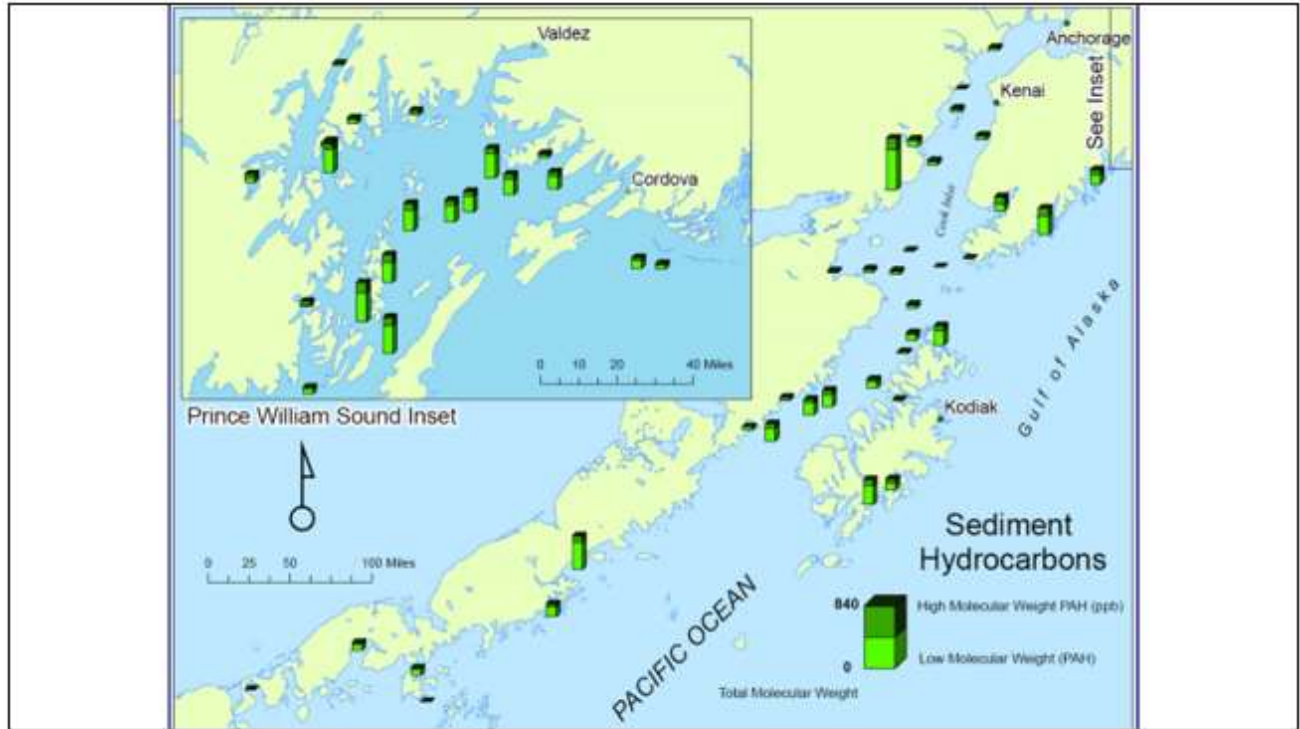 Valdez
Anchorage
Kenai
See Inset
Cordova
Cook Inlet
0 10 20 40 Miles
Gulf of Alaska
Prince William Sound Inset
Kodiak
0 25 50 100 Miles
Sediment
Hydrocarbons
840
High Molecular Weight PAH (ppb)
0
Low Molecular Weight (PAH)
Total Molecular Weight
PACIFIC OCEAN